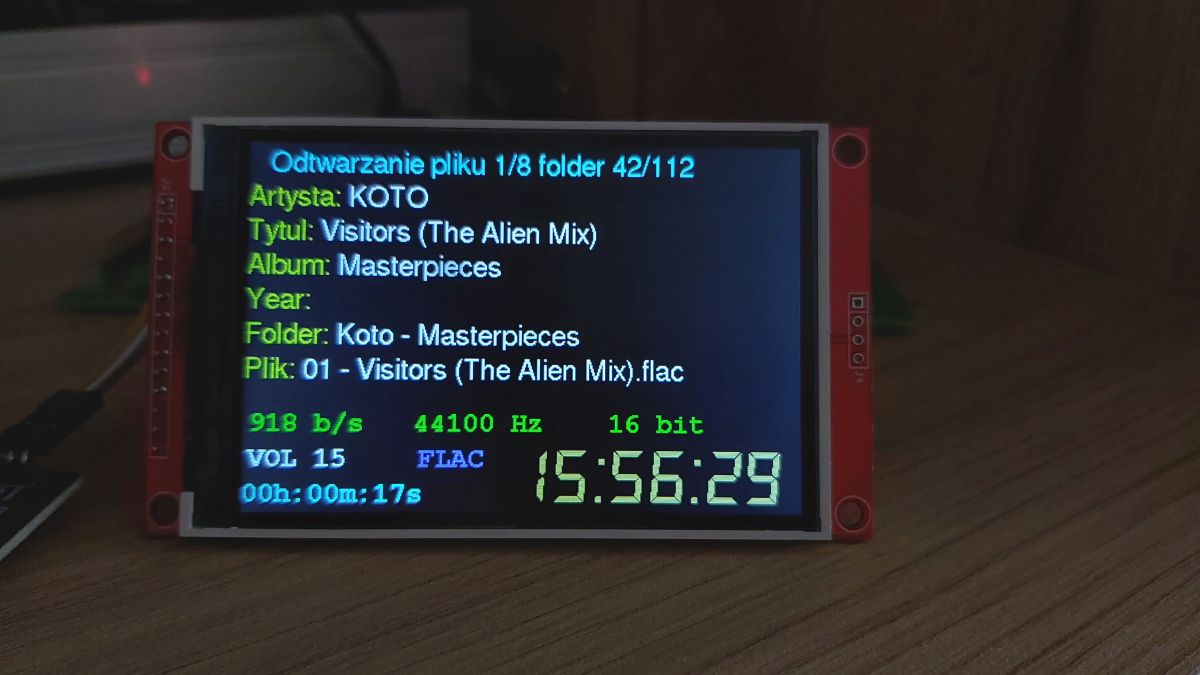 Odtwarzanie pliku 1/8 folder 42/112
Artysta: KOTO
Tytul: Visitors (The Alien Mix)
Album: Masterpieces
Year:
Folder: Koto - Masterpieces
Plik: 01 - Visitors (The Alien Mix).flac
918 b/s 44100 Hz 16 bit
VOL 15 FLAC 15:56:29
00h:00m:17s